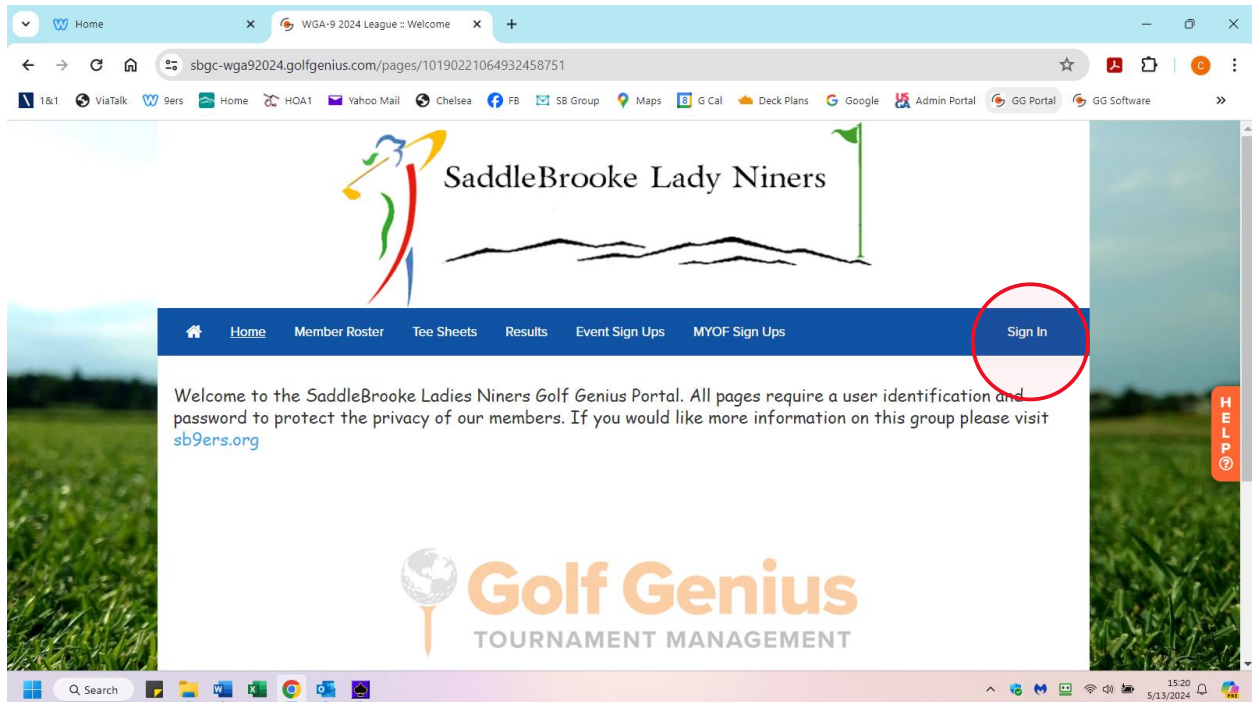 Home
WGA-9 2024 League :: Welcome
sbgc-wga92024.golfgenius.com/pages/10190221064932458751
1&1 ViaTalk 9ers Home HOA1 Yahoo Mail Chelsea FB SB Group Maps G Cal Deck Plans Google Admin Portal GG Portal GG Software »
SaddleBrooke Lady Niners
Home Member Roster Tee Sheets Results Event Sign Ups MYOF Sign Ups Sign In
Welcome to the SaddleBrooke Ladies Niners Golf Genius Portal. All pages require a user identification and
password to protect the privacy of our members. If you would like more information on this group please visit
sb9ers.org
HELP?
Golf Genius
TOURNAMENT MANAGEMENT
Search
15:20
5/13/2024